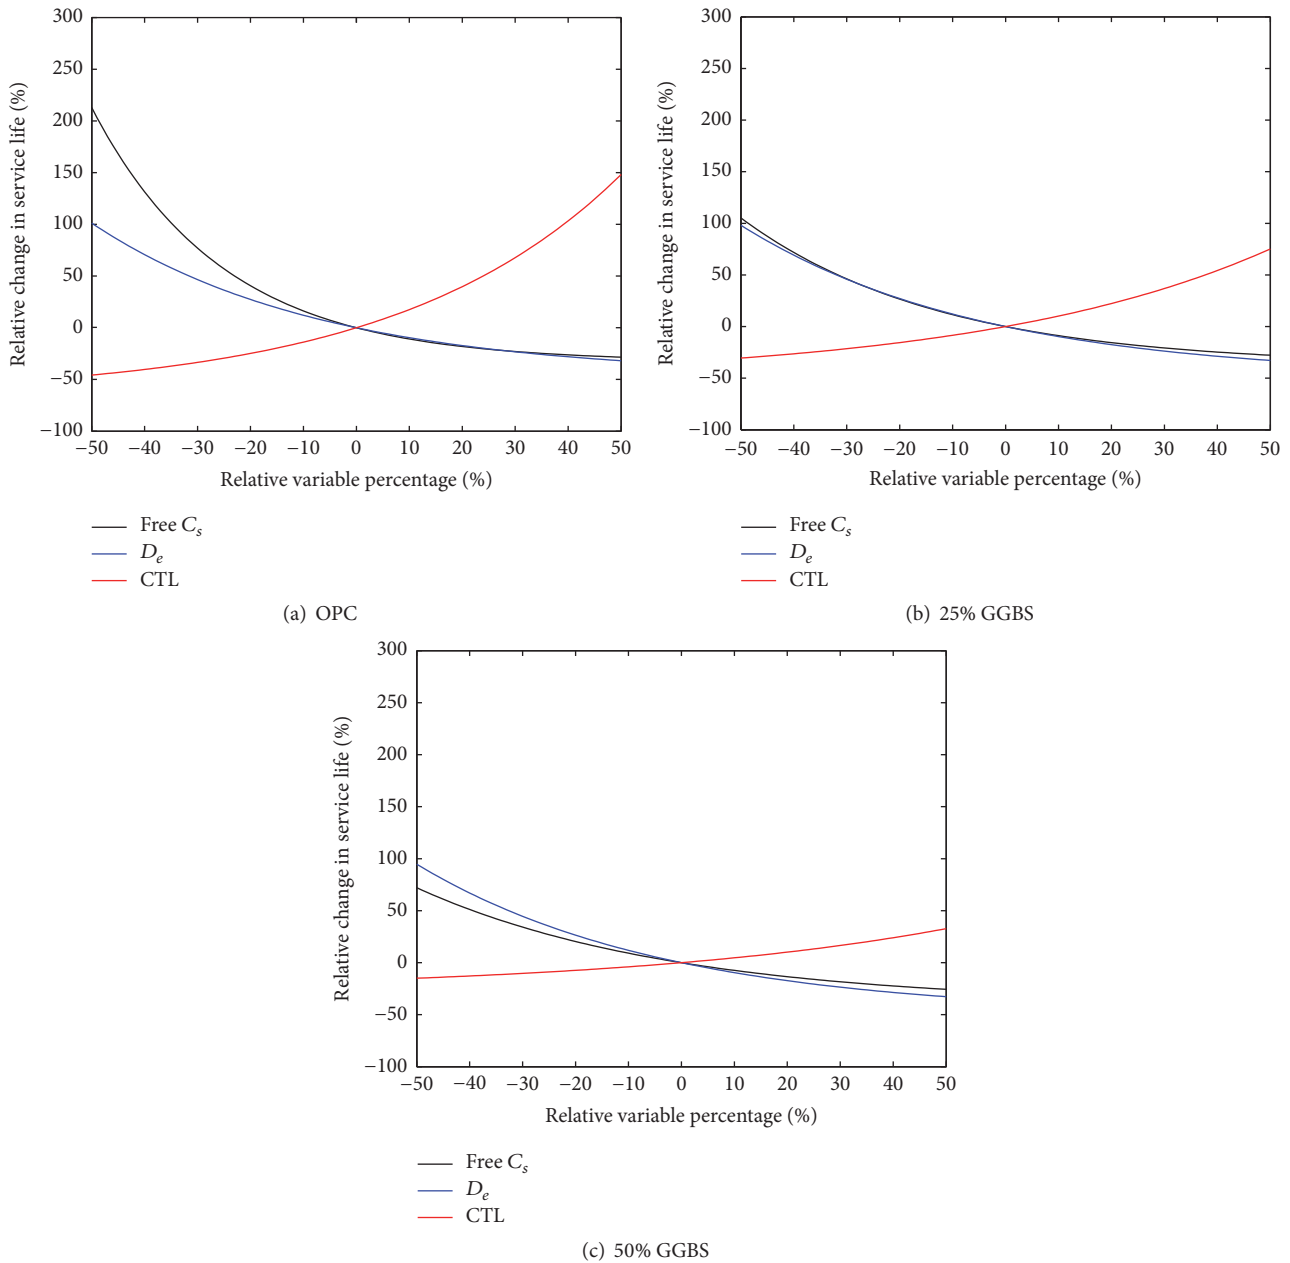 300
250
200
150
100
50
0
−50
−100
Relative change in service life (%)
−50 −40 −30 −20 −10 0 10 20 30 40 50
Relative variable percentage (%)
Free Cs
De
CTL
(a) OPC
300
250
200
150
100
50
0
−50
−100
Relative change in service life (%)
−50 −40 −30 −20 −10 0 10 20 30 40 50
Relative variable percentage (%)
Free Cs
De
CTL
(b) 25% GGBS
300
250
200
150
100
50
0
−50
−100
Relative change in service life (%)
−50 −40 −30 −20 −10 0 10 20 30 40 50
Relative variable percentage (%)
Free Cs
De
CTL
(c) 50% GGBS